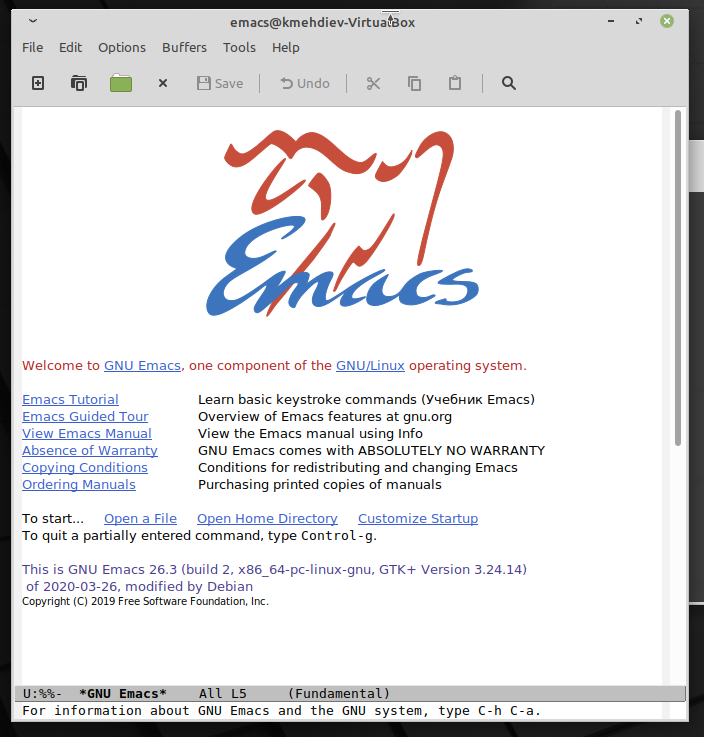 emacs@kmehdiev-VirtualBox
File Edit Options Buffers Tools Help
Save Undo
Emacs
Welcome to GNU Emacs, one component of the GNU/Linux operating system.
Emacs Tutorial Learn basic keystroke commands (Учебник Emacs)
Emacs Guided Tour Overview of Emacs features at gnu.org
View Emacs Manual View the Emacs manual using Info
Absence of Warranty GNU Emacs comes with ABSOLUTELY NO WARRANTY
Copying Conditions Conditions for redistributing and changing Emacs
Ordering Manuals Purchasing printed copies of manuals
To start... Open a File Open Home Directory Customize Startup
To quit a partially entered command, type Control-g.
This is GNU Emacs 26.3 (build 2, x86_64-pc-linux-gnu, GTK+ Version 3.24.14)
of 2020-03-26, modified by Debian
Copyright (C) 2019 Free Software Foundation, Inc.
U:%%- *GNU Emacs* All L5 (Fundamental)
For information about GNU Emacs and the GNU system, type C-h C-a.